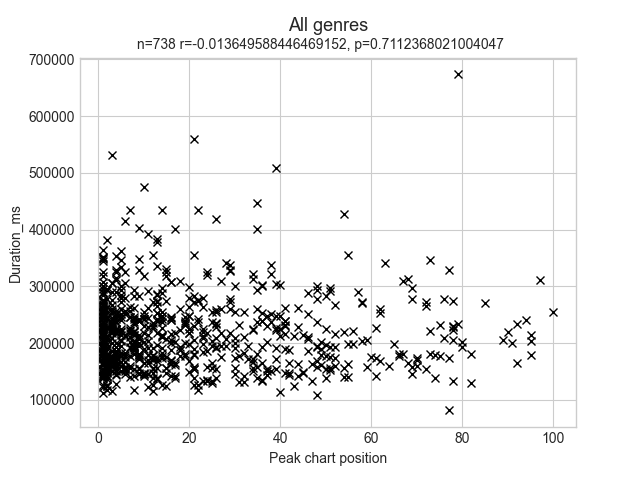 All genres
n=738 r=-0.013649588446469152, p=0.7112368021004047
700000
600000
500000
400000
300000
200000
100000
Duration_ms
0 20 40 60 80 100
Peak chart position